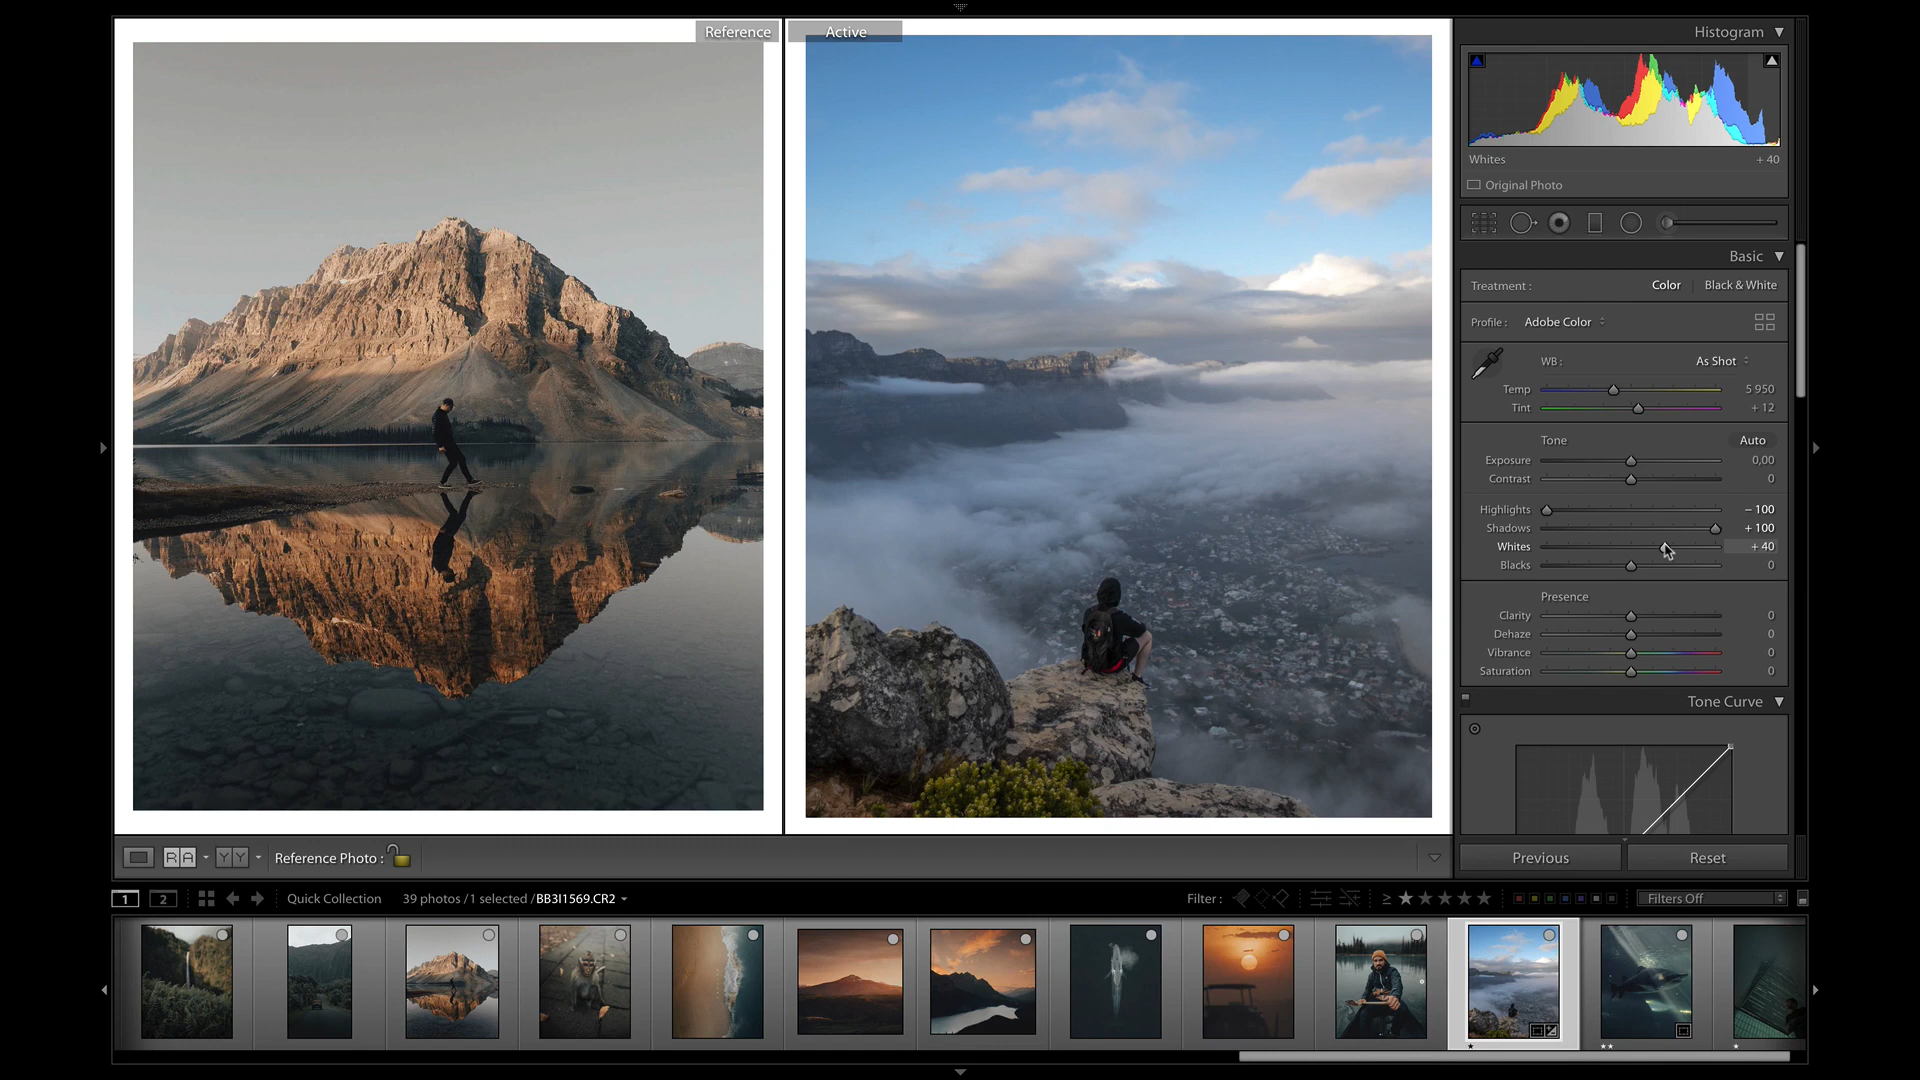 Reference
Active
Histogram
Whites + 40
Original Photo
Basic
Treatment : Color Black & White
Profile : Adobe Color
WB : As Shot
Temp 5 950
Tint + 12
Tone Auto
Exposure 0,00
Contrast 0
Highlights − 100
Shadows + 100
Whites + 40
Blacks 0
Presence
Clarity 0
Dehaze 0
Vibrance 0
Saturation 0
Tone Curve
R A Y Y Reference Photo :
Previous Reset
1 2 Quick Collection 39 photos /1 selected /BB3I1569.CR2 Filter : ≥ Filters Off